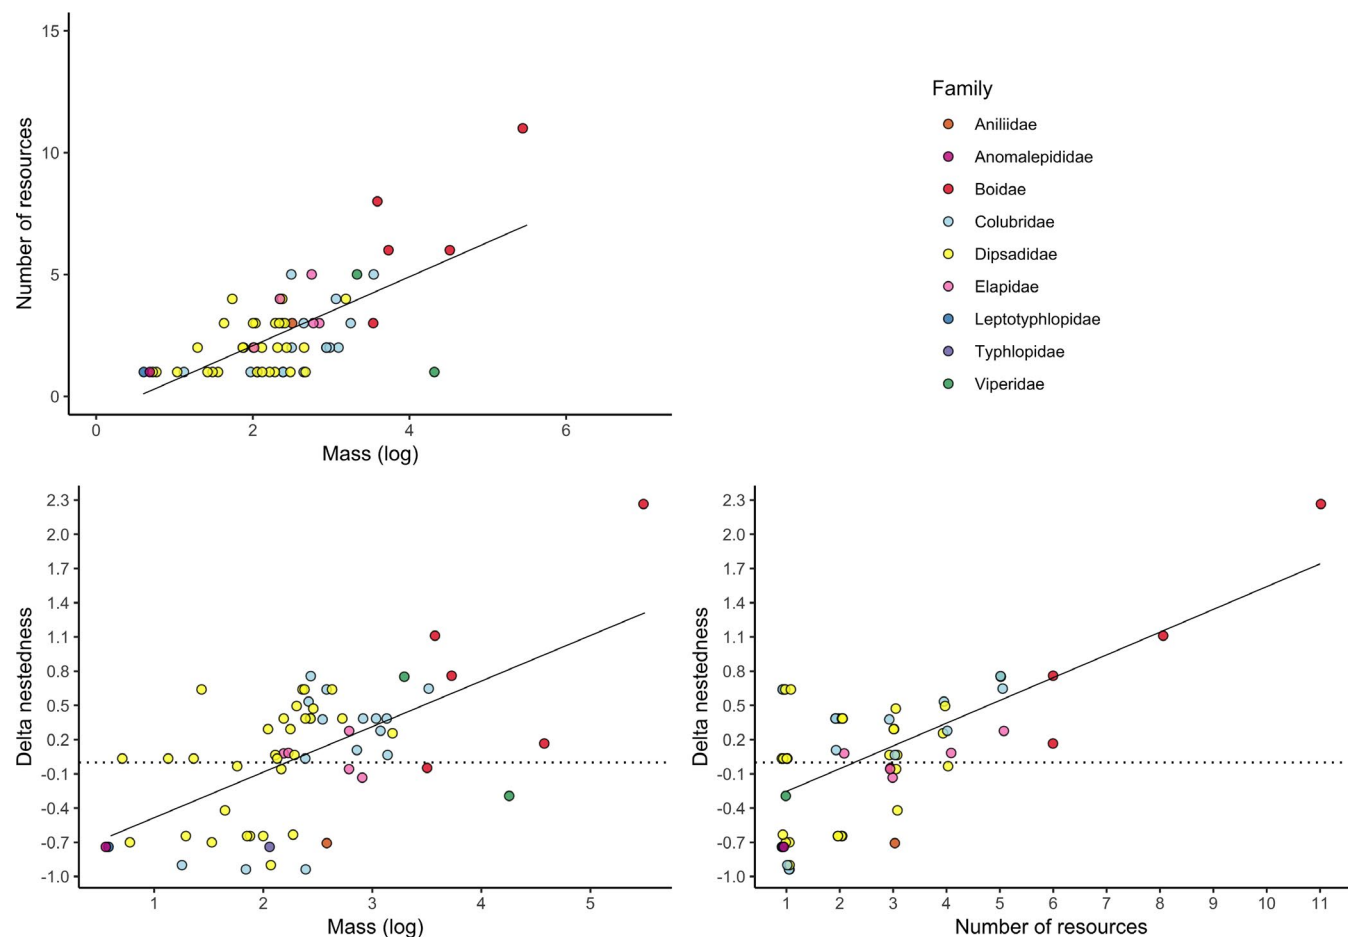 15
10
5
0
Number of resources
0 2 4 6
Mass (log)
Family
Aniliidae
Anomalepididae
Boidae
Colubridae
Dipsadidae
Elapidae
Leptotyphlopidae
Typhlopidae
Viperidae
2.3
2.0
1.7
1.4
1.1
0.8
0.5
0.2
-0.1
-0.4
-0.7
-1.0
Delta nestedness
1 2 3 4 5
Mass (log)
2.3
2.0
1.7
1.4
1.1
0.8
0.5
0.2
-0.1
-0.4
-0.7
-1.0
Delta nestedness
1 2 3 4 5 6 7 8 9 10 11
Number of resources